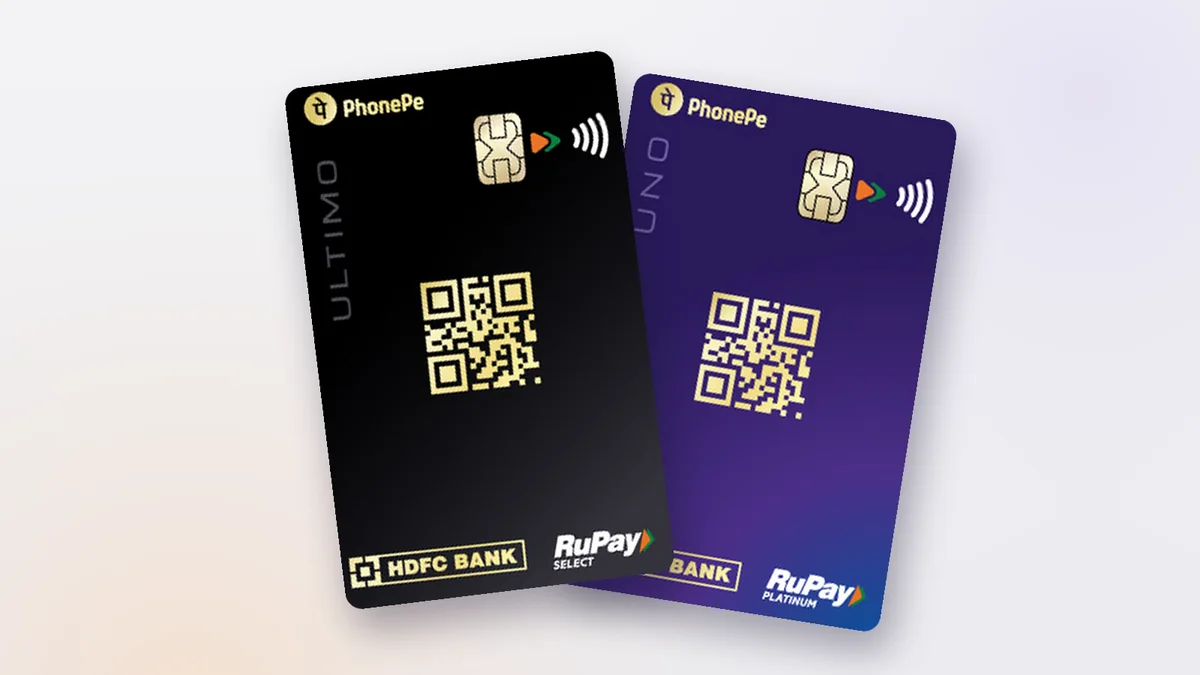 पे PhonePe
ULTIMO
HDFC BANK
RuPay
SELECT
पे PhonePe
UNO
BANK
RuPay
PLATINUM